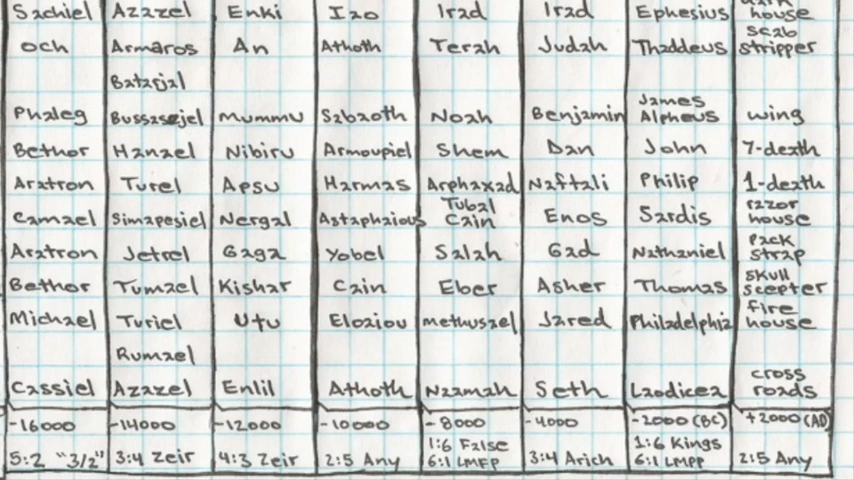 Sachiel Azazel Enki Iao Irad Irad Ephesius house
Och Armaros An Athoth Terah Judah Thaddeus scab stripper
Batarjal
Phaleg Bussasejel Mummu Sabaoth Noah Benjamin James Alpheus wing
Bethor Hanael Nibiru Armoupiel Shem Dan John 7-death
Aratron Turel Apsu Harmas Arphaxad Naftali Philip 1-death
Camael Simapesiel Nergal Astaphaious Tubal Cain Enos Sardis razor house
Aratron Jetrel Gaga Yobel Salah Gad Nathaniel Pack strap
Bethor Tumael Kishar Cain Eber Asher Thomas skull scepter
Michael Turiel Utu Eloaiou methusael Jared Philadelphia fire house
Rumael
Cassiel Azazel Enlil Athoth Naamah Seth Laodicea cross roads
-16000 -14000 -12000 -10000 -8000 -4000 -2000 (BC) +2000 (AD)
5:2 "3/2" 3:4 Zeir 4:3 Zeir 2:5 Any 1:6 False 6:1 LMFP 3:4 Arich 1:6 Kings 6:1 LMPP 2:5 Any